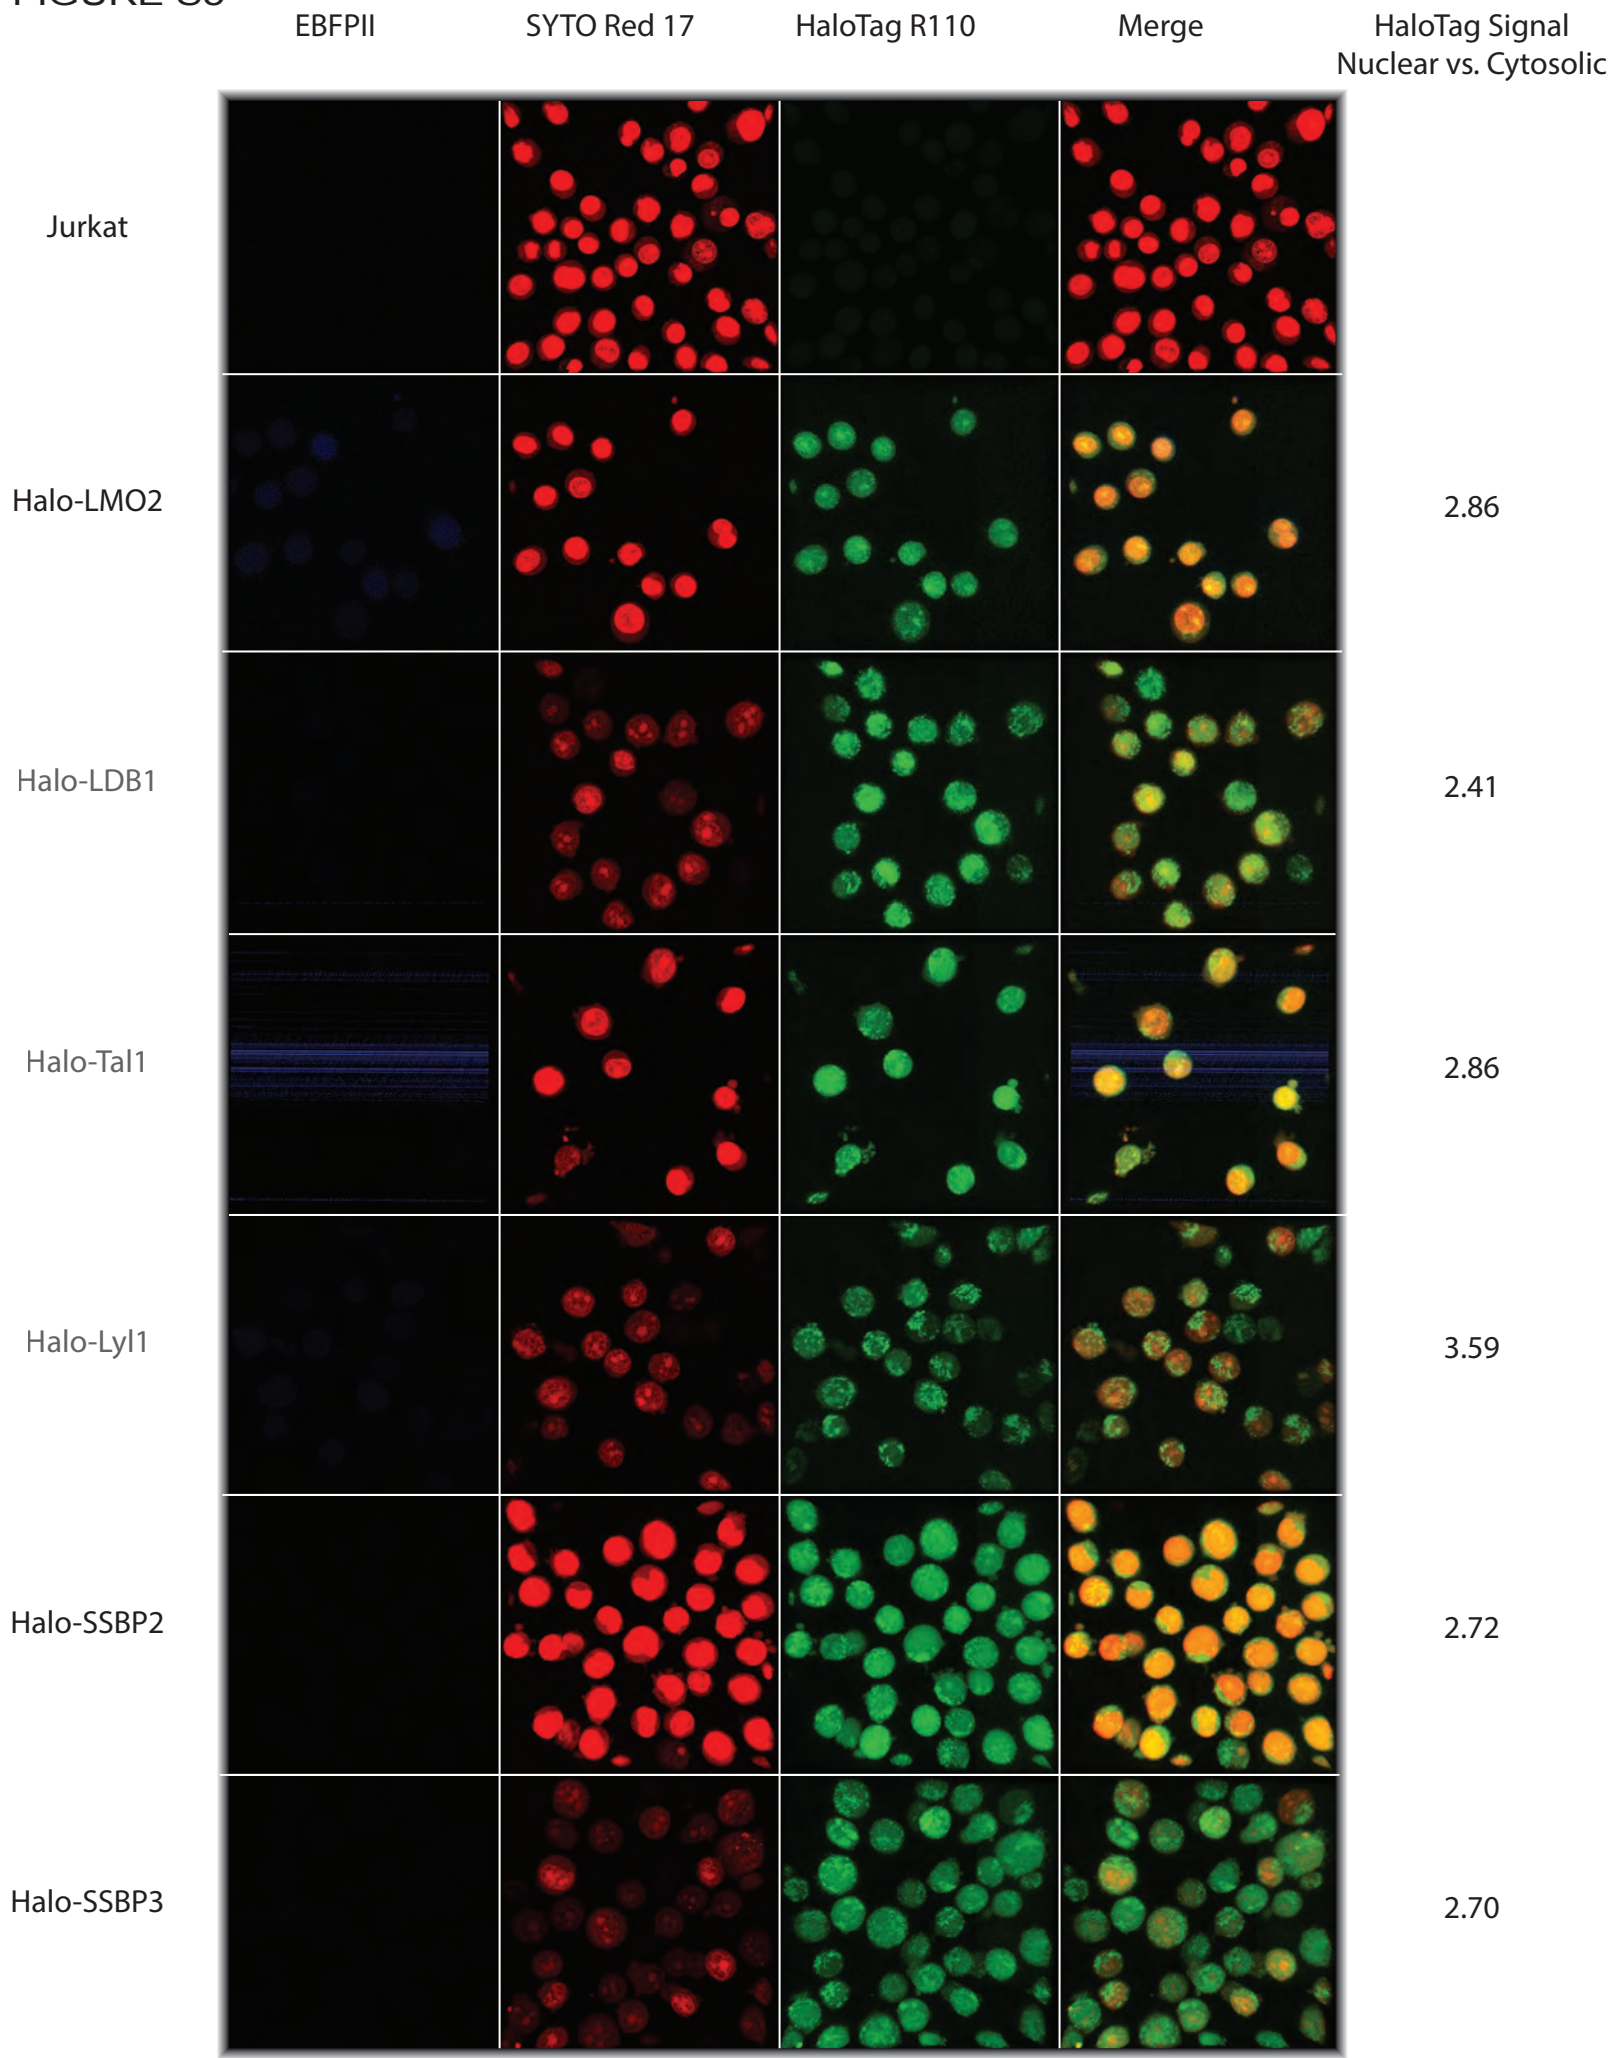 EBFPII SYTO Red 17 HaloTag R110 Merge HaloTag Signal
Nuclear vs. Cytosolic
Jurkat
Halo-LMO2 2.86
Halo-LDB1 2.41
Halo-Tal1 2.86
Halo-Lyl1 3.59
Halo-SSBP2 2.72
Halo-SSBP3 2.70